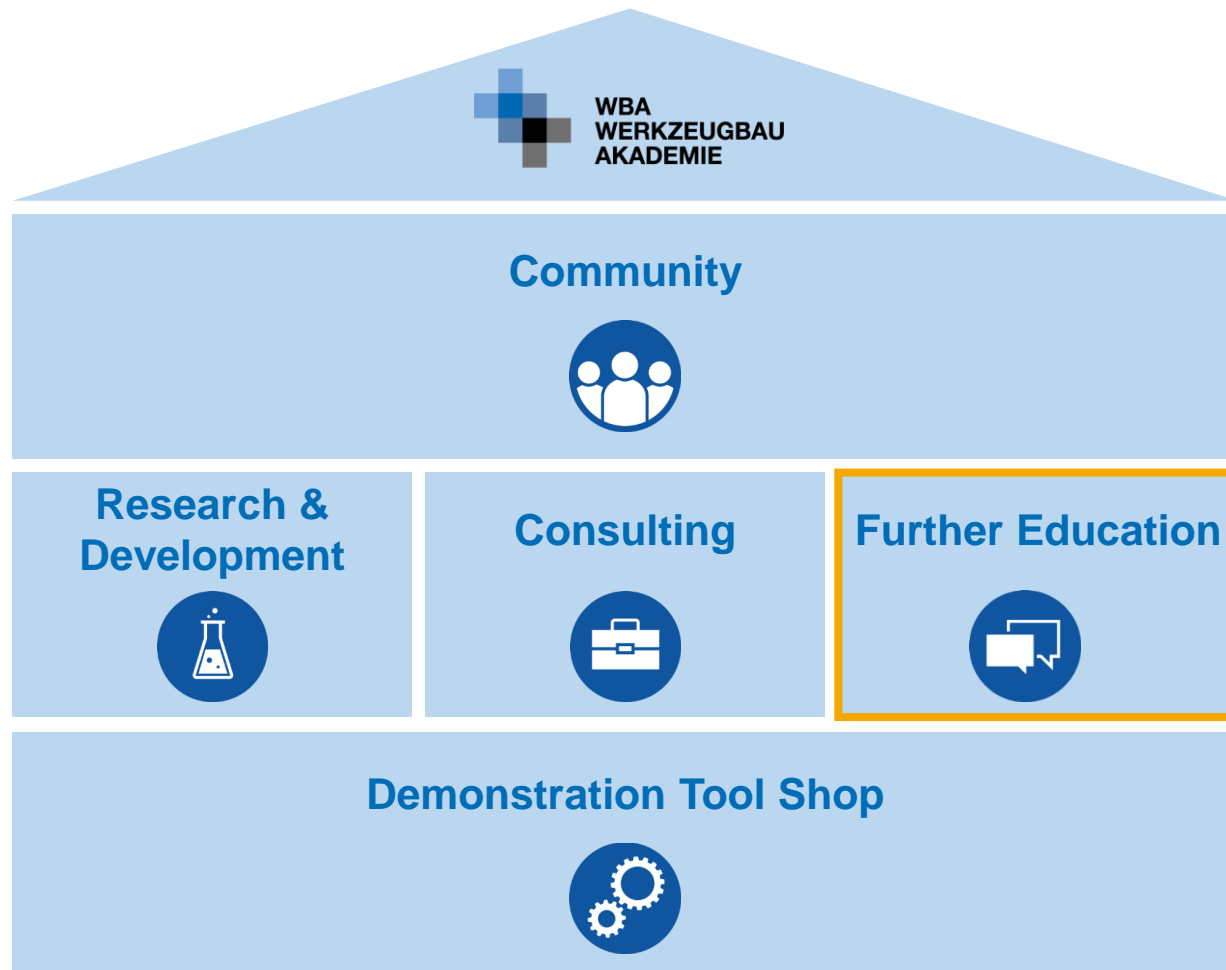 WBA
WERKZEUGBAU
AKADEMIE
Community
Research &
Development
Consulting
Further Education
Demonstration Tool Shop